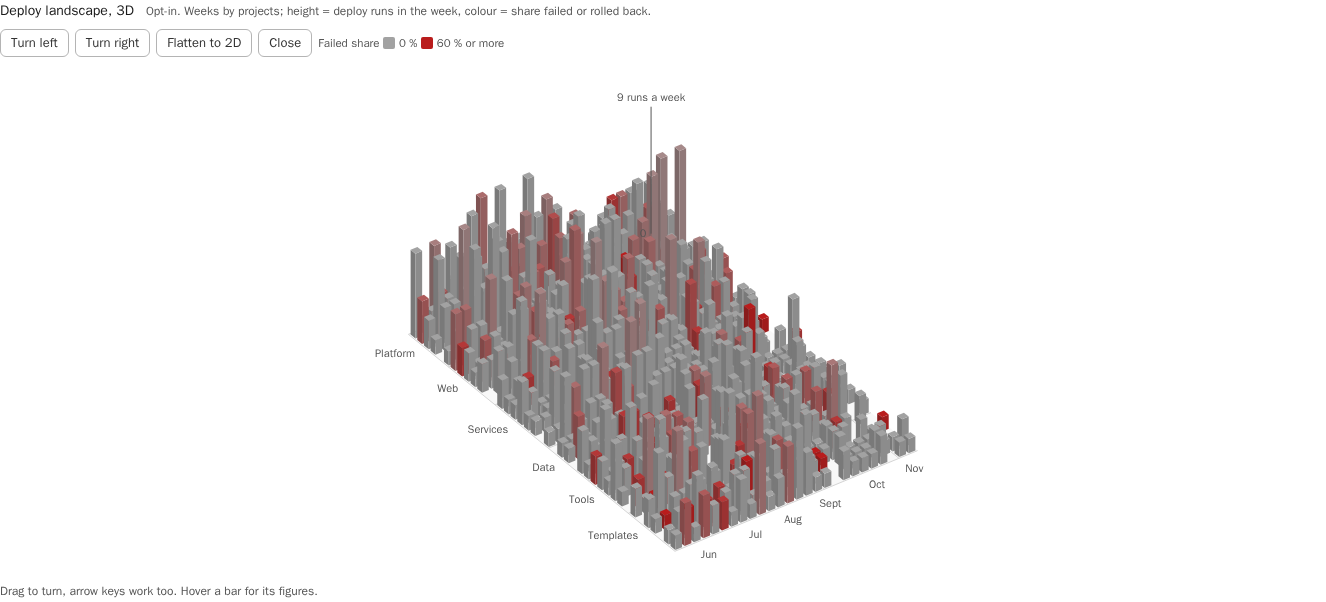 Deploy landscape, 3D Opt-in. Weeks by projects; height = deploy runs in the week, colour = share failed or rolled back.
Turn left Turn right Flatten to 2D Close Failed share 0 % 60 % or more
9 runs a week
0
Platform
Web
Services
Data
Tools
Templates
Jun
Jul
Aug
Sept
Oct
Nov
Drag to turn, arrow keys work too. Hover a bar for its figures.